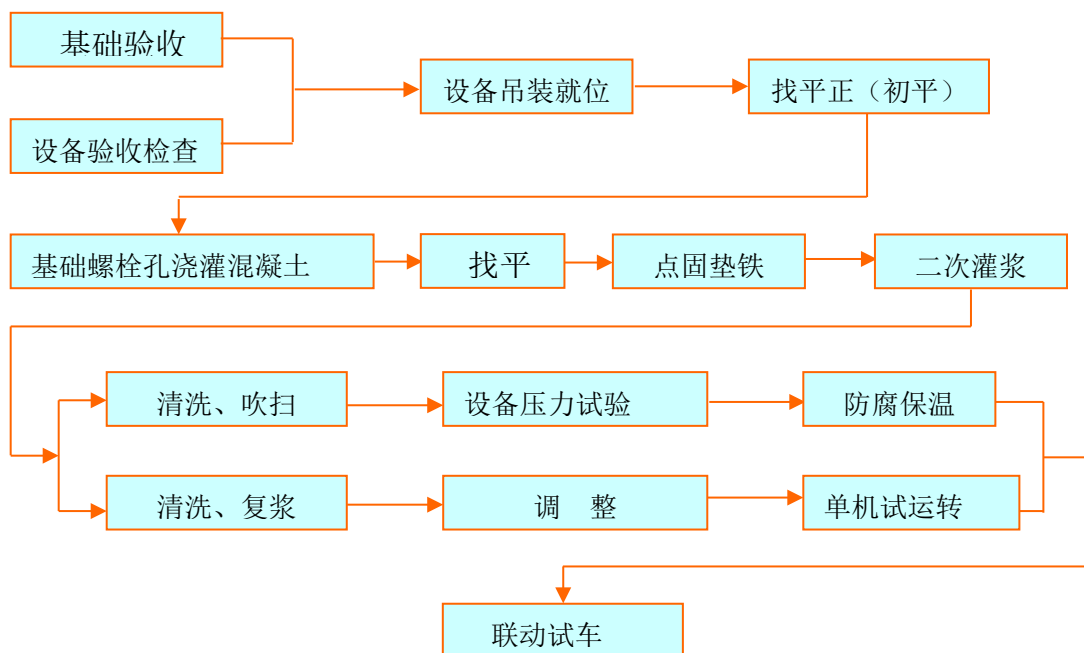 基础验收
设备吊装就位
找平正（初平）
设备验收检查
基础螺栓孔浇灌混凝土
找平
点固垫铁
二次灌浆
清洗、吹扫
设备压力试验
防腐保温
清洗、复浆
调 整
单机试运转
联动试车